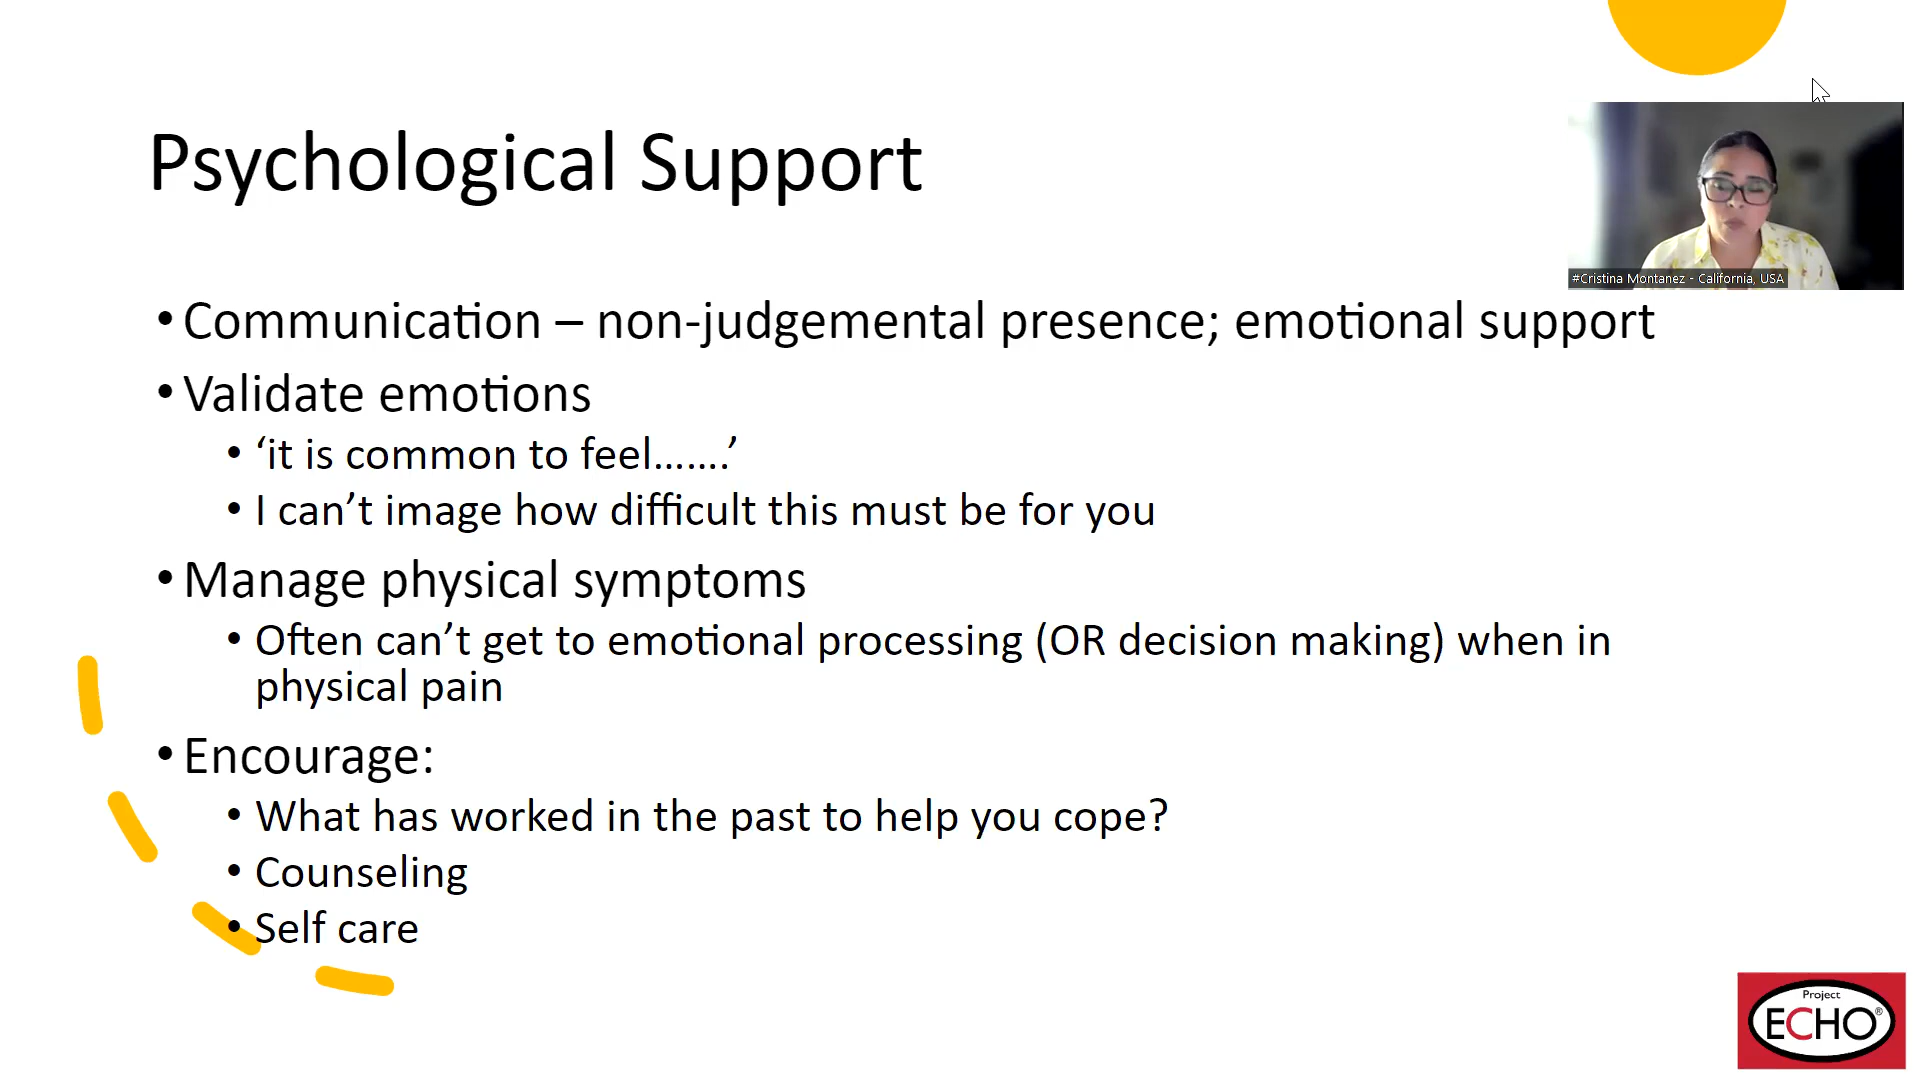 Psychological Support
#Cristina Montanez - California, USA
• Communication – non-judgemental presence; emotional support
• Validate emotions
• ‘it is common to feel…….’
• I can’t image how difficult this must be for you
• Manage physical symptoms
• Often can’t get to emotional processing (OR decision making) when in
physical pain
• Encourage:
• What has worked in the past to help you cope?
• Counseling
• Self care
Project
ECHO®